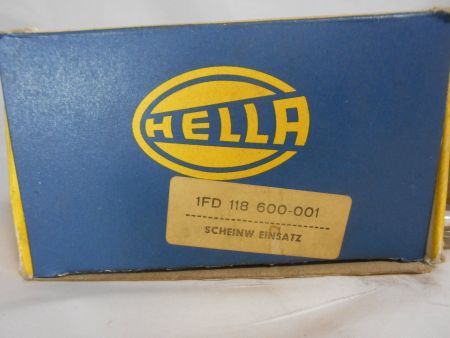 HELLA
1FD 118 600-001
SCHEINW EINSATZ